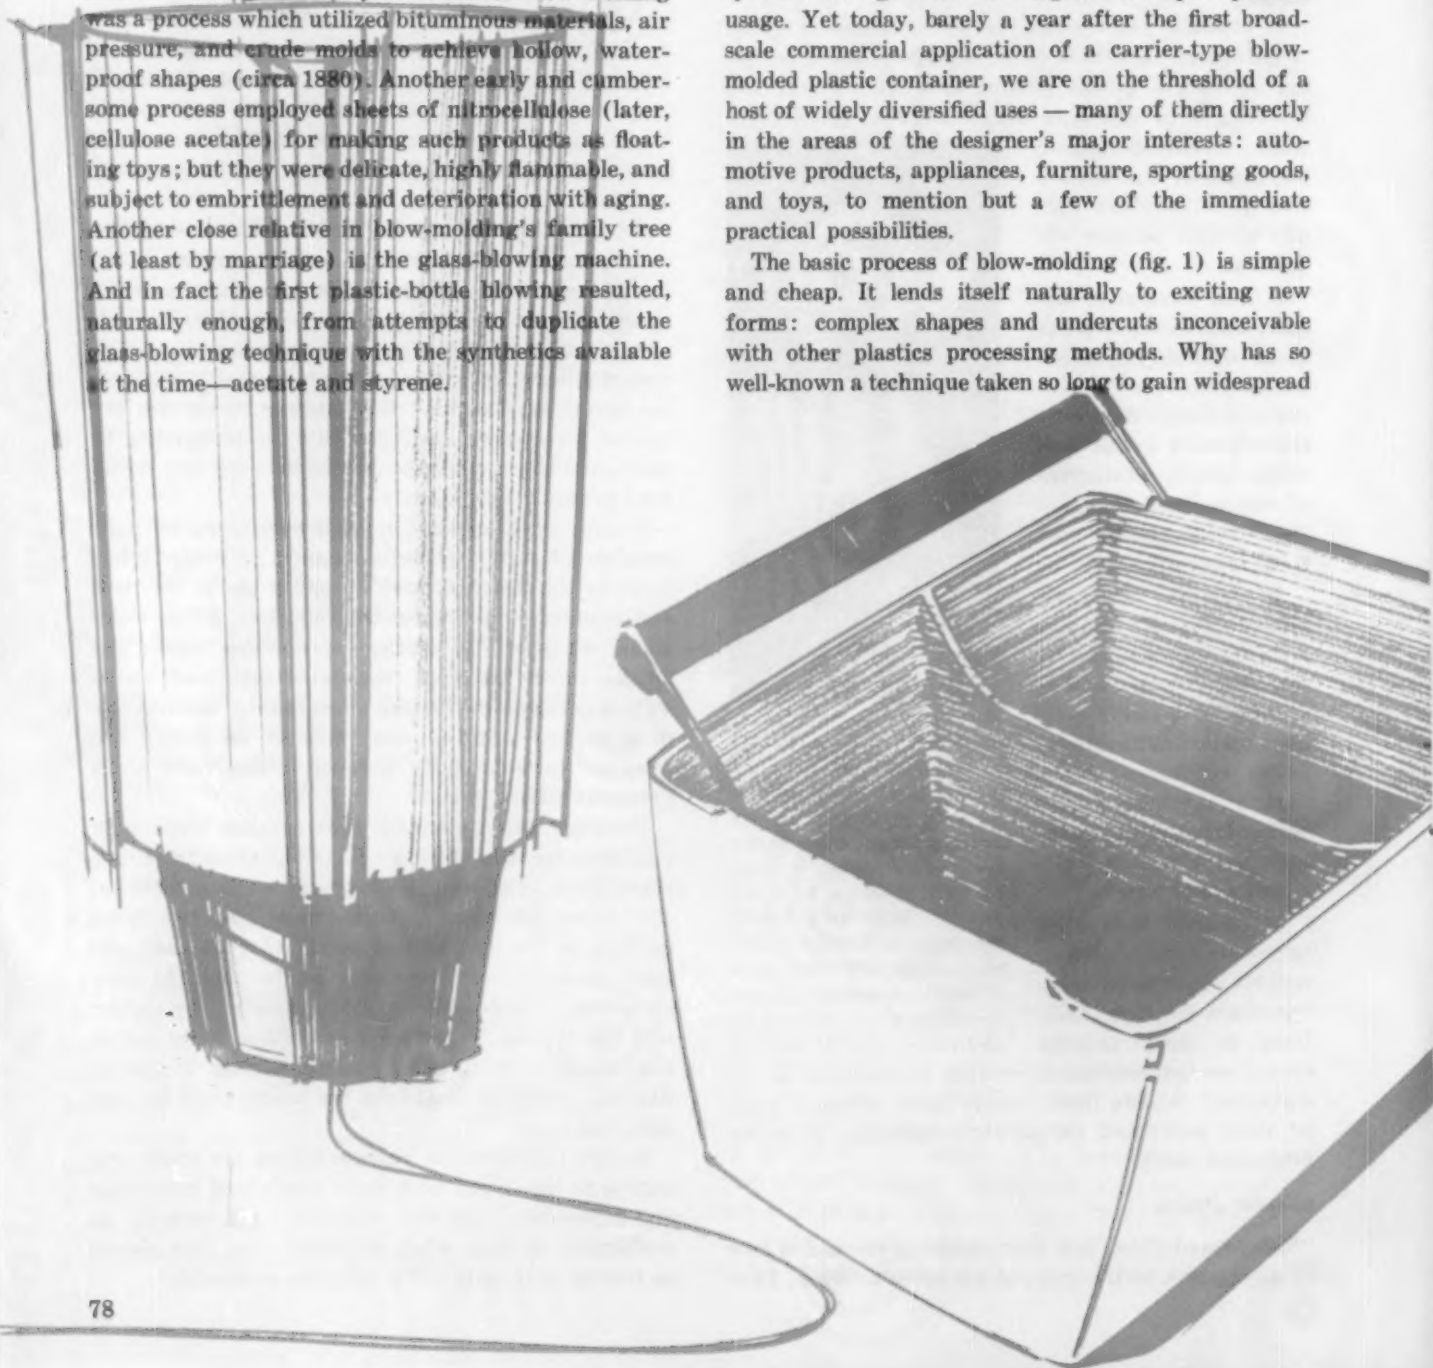 was a process which utilized bituminous materials, air
pressure, and crude molds to achieve hollow, water-
proof shapes (circa 1880). Another early and cumber-
some process employed sheets of nitrocellulose (later,
cellulose acetate) for making such products as float-
ing toys; but they were delicate, highly flammable, and
subject to embrittlement and deterioration with aging.
Another close relative in blow-molding's family tree
(at least by marriage) is the glass-blowing machine.
And in fact the first plastic-bottle blowing resulted,
naturally enough, from attempts to duplicate the
glass-blowing technique with the synthetics available
at the time—acetate and styrene.
usage. Yet today, barely a year after the first broad-
scale commercial application of a carrier-type blow-
molded plastic container, we are on the threshold of a
host of widely diversified uses — many of them directly
in the areas of the designer's major interests: auto-
motive products, appliances, furniture, sporting goods,
and toys, to mention but a few of the immediate
practical possibilities.
The basic process of blow-molding (fig. 1) is simple
and cheap. It lends itself naturally to exciting new
forms: complex shapes and undercuts inconceivable
with other plastics processing methods. Why has so
well-known a technique taken so long to gain widespread
78